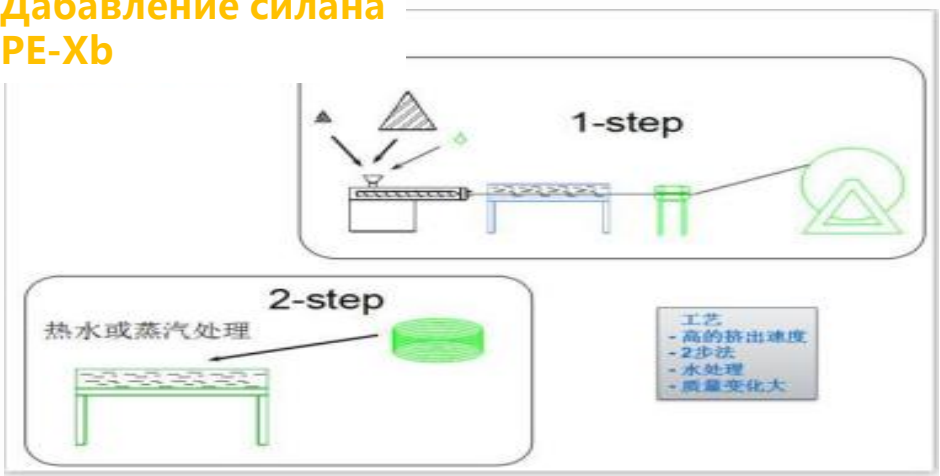 Дабавление силана
PE-Xb
1-step
2-step
热水或蒸汽处理
工艺
- 高的挤出速度
- 2步法
- 水处理
- 质量变化大